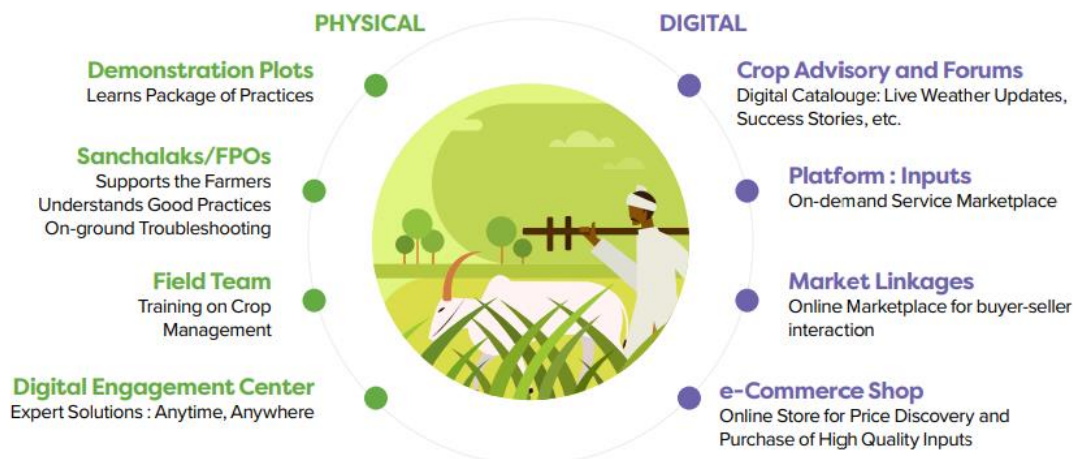 PHYSICAL
Demonstration Plots
Learns Package of Practices
Sanchalaks/FPOs
Supports the Farmers
Understands Good Practices
On-ground Troubleshooting
Field Team
Training on Crop
Management
Digital Engagement Center
Expert Solutions : Anytime, Anywhere
DIGITAL
Crop Advisory and Forums
Digital Catalouge: Live Weather Updates,
Success Stories, etc.
Platform : Inputs
On-demand Service Marketplace
Market Linkages
Online Marketplace for buyer-seller
interaction
e-Commerce Shop
Online Store for Price Discovery and
Purchase of High Quality Inputs